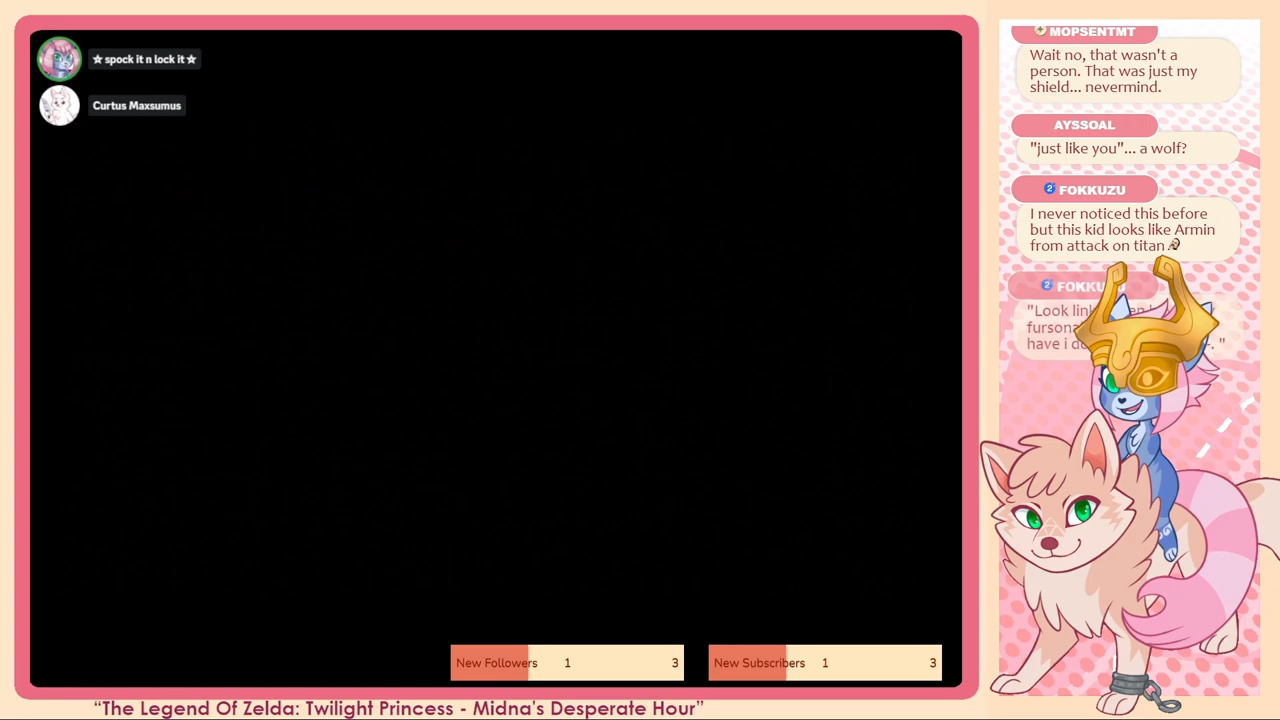 ★ spock it n lock it ★
Curtus Maxsumus
New Followers 1 3
New Subscribers 1 3
“The Legend Of Zelda: Twilight Princess - Midna's Desperate Hour”
MOPSENTMT
Wait no, that wasn't a
person. That was just my
shield... nevermind.
AYSSOAL
"just like you"... a wolf?
2 FOKKUZU
I never noticed this before
but this kid looks like Armin
from attack on titan
2
"Look
have i
"